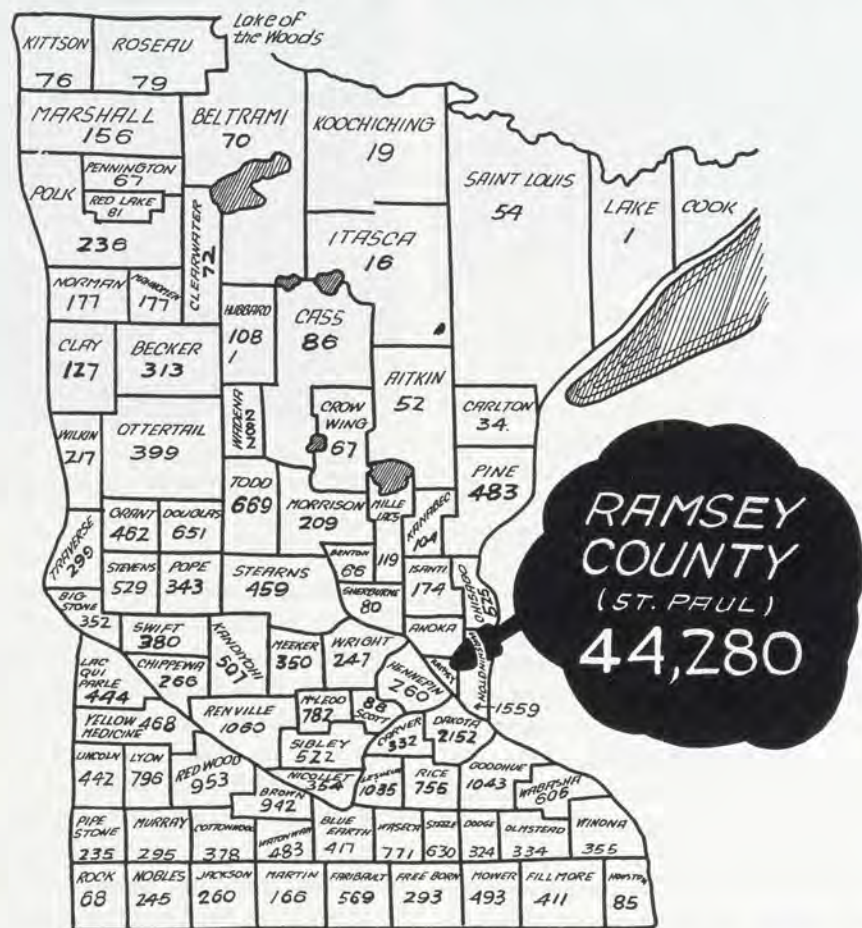 Lake of
the Woods
KITTSON
76
ROSEAU
79
MARSHALL
156
BELTRAMI
70
KOOCHICHING
19
PENNINGTON
67
RED LAKE
81
POLK
236
CLEARWATER
72
SAINT LOUIS
54
LAKE
1
COOK
ITASCA
16
NORMAN
177
MAHNOMEN
177
HUBBARD
108
1
CASS
86
CLAY
127
BECKER
313
AITKIN
52
CARLTON
34.
WADENA
282
CROW
WING
67
WILKIN
217
OTTERTAIL
399
PINE
483
TODD
669
MORRISON
209
MILLE
LACS
119
KANABEC
104
GRANT
462
DOUGLAS
651
TRAVERSE
299
STEVENS
529
POPE
343
STEARNS
459
BENTON
66
ISANTI
174
CHISAGO
525
SHERBURNE
80
BIG
STONE
352
SWIFT
380
KANDIYOHI
507
MEEKER
350
WRIGHT
247
ANOKA
RAMSEY
WASHINGTON
1559
HENNEPIN
260
RAMSEY
COUNTY
(ST. PAUL)
44,280
LAC
QUI
PARLE
444
CHIPPEWA
266
RENVILLE
1060
McLEOD
782
88
SCOTT
CARVER
332
DAKOTA
2152
YELLOW
MEDICINE 468
SIBLEY
522
LINCOLN
442
LYON
796
REDWOOD
953
NICOLLET
354
LESUEUR
1035
RICE
755
GOODHUE
1043
WABASHA
605
BROWN
942
PIPE
STONE
235
MURRAY
295
COTTONWOOD
378
WATONWAN
483
BLUE
EARTH
417
WASECA
771
STEELE
630
DODGE
324
OLMSTEAD
334
WINONA
355
ROCK
68
NOBLES
245
JACKSON
260
MARTIN
166
FARIBAULT
569
FREE BORN
293
MOWER
493
FILLMORE
411
85